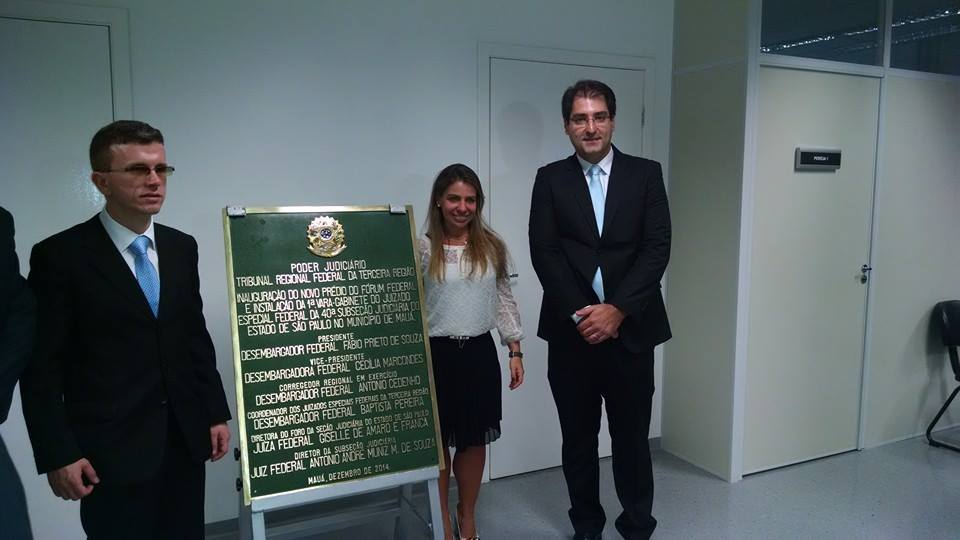 PODER JUDICIÁRIO
TRIBUNAL REGIONAL FEDERAL DA TERCEIRA REGIÃO
INAUGURAÇÃO DO NOVO PRÉDIO DO FÓRUM FEDERAL
E INSTALAÇÃO DA 1ª VARA-GABINETE DO JUIZADO
ESPECIAL FEDERAL DA 40ª SUBSEÇÃO JUDICIÁRIA DO
ESTADO DE SÃO PAULO NO MUNICÍPIO DE MAUÁ.
PRESIDENTE
DESEMBARGADOR FEDERAL FÁBIO PRIETO DE SOUZA
VICE-PRESIDENTE
DESEMBARGADORA FEDERAL CECÍLIA MARCONDES
CORREGEDOR REGIONAL EM EXERCÍCIO
DESEMBARGADOR FEDERAL ANTONIO CEDENHO
COORDENADOR DOS JUIZADOS ESPECIAIS FEDERAIS DA TERCEIRA REGIÃO
DESEMBARGADOR FEDERAL BAPTISTA PEREIRA
DIRETORA DO FORO DA SEÇÃO JUDICIÁRIA DO ESTADO DE SÃO PAULO
JUÍZA FEDERAL GISELLE DE AMARO E FRANÇA
DIRETOR DA SUBSEÇÃO JUDICIÁRIA
JUIZ FEDERAL ANTONIO ANDRÉ MUNIZ M. DE SOUZA
MAUÁ, DEZEMBRO DE 2014.
PERÍCIA 1